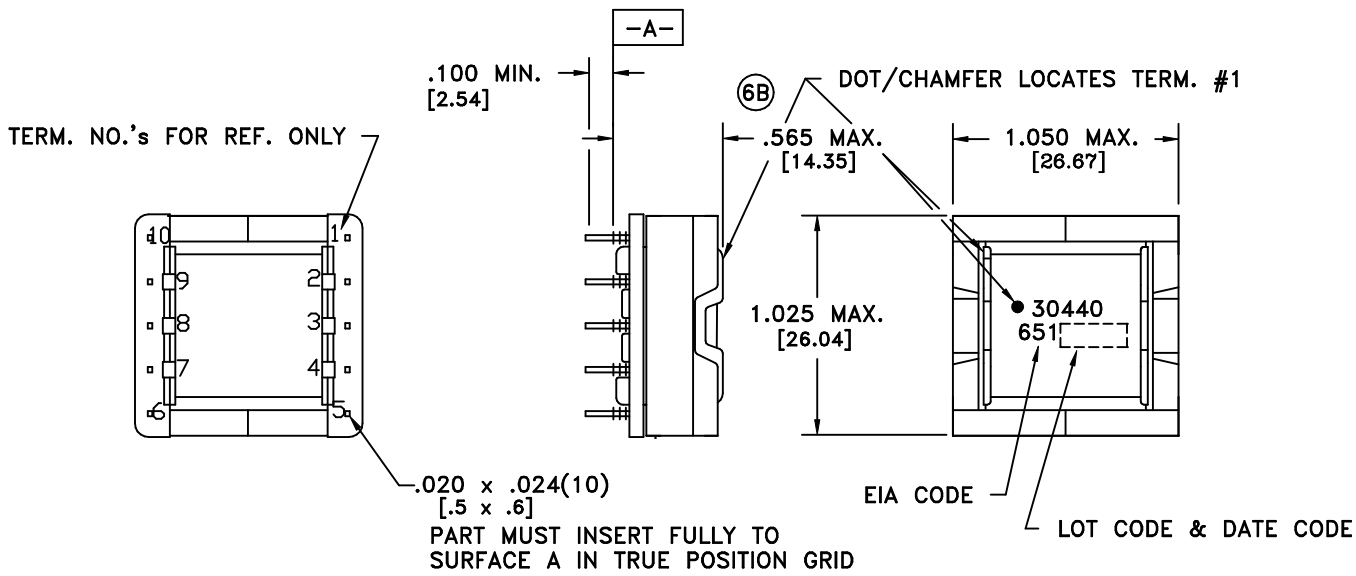 -A-
.100 MIN.
[2.54]
6B
DOT/CHAMFER LOCATES TERM. #1
TERM. NO.'s FOR REF. ONLY
.565 MAX.
[14.35]
1.050 MAX.
[26.67]
10
1
9
2
8
3
7
4
6
5
1.025 MAX.
[26.04]
30440
651
.020 x .024(10)
[.5 x .6]
PART MUST INSERT FULLY TO
SURFACE A IN TRUE POSITION GRID
EIA CODE
LOT CODE & DATE CODE